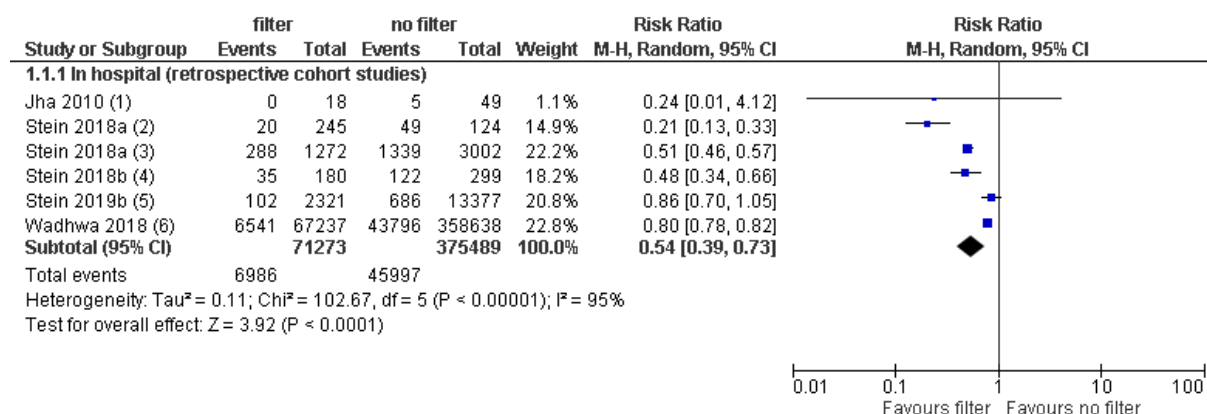 filter no filter Risk Ratio Risk Ratio
Study or Subgroup Events Total Events Total Weight M-H, Random, 95% CI M-H, Random, 95% CI
1.1.1 In hospital (retrospective cohort studies)
Jha 2010 (1) 0 18 5 49 1.1% 0.24 [0.01, 4.12]
Stein 2018a (2) 20 245 49 124 14.9% 0.21 [0.13, 0.33]
Stein 2018a (3) 288 1272 1339 3002 22.2% 0.51 [0.46, 0.57]
Stein 2018b (4) 35 180 122 299 18.2% 0.48 [0.34, 0.66]
Stein 2019b (5) 102 2321 686 13377 20.8% 0.86 [0.70, 1.05]
Wadhwa 2018 (6) 6541 67237 43796 358638 22.8% 0.80 [0.78, 0.82]
Subtotal (95% CI) 71273 375489 100.0% 0.54 [0.39, 0.73]
Total events 6986 45997
Heterogeneity: Tau² = 0.11; Chi² = 102.67, df = 5 (P < 0.00001); I² = 95%
Test for overall effect: Z = 3.92 (P < 0.0001)
0.01 0.1 1 10 100
Favours filter Favours no filter